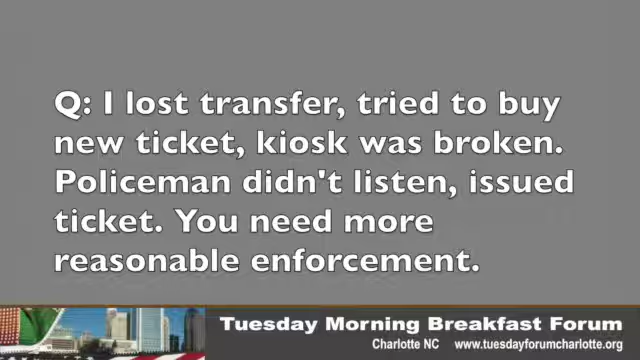 Q: I lost transfer, tried to buy
new ticket, kiosk was broken.
Policeman didn't listen, issued
ticket. You need more
reasonable enforcement.
Tuesday Morning Breakfast Forum
Charlotte NC www.tuesdayforumcharlotte.org